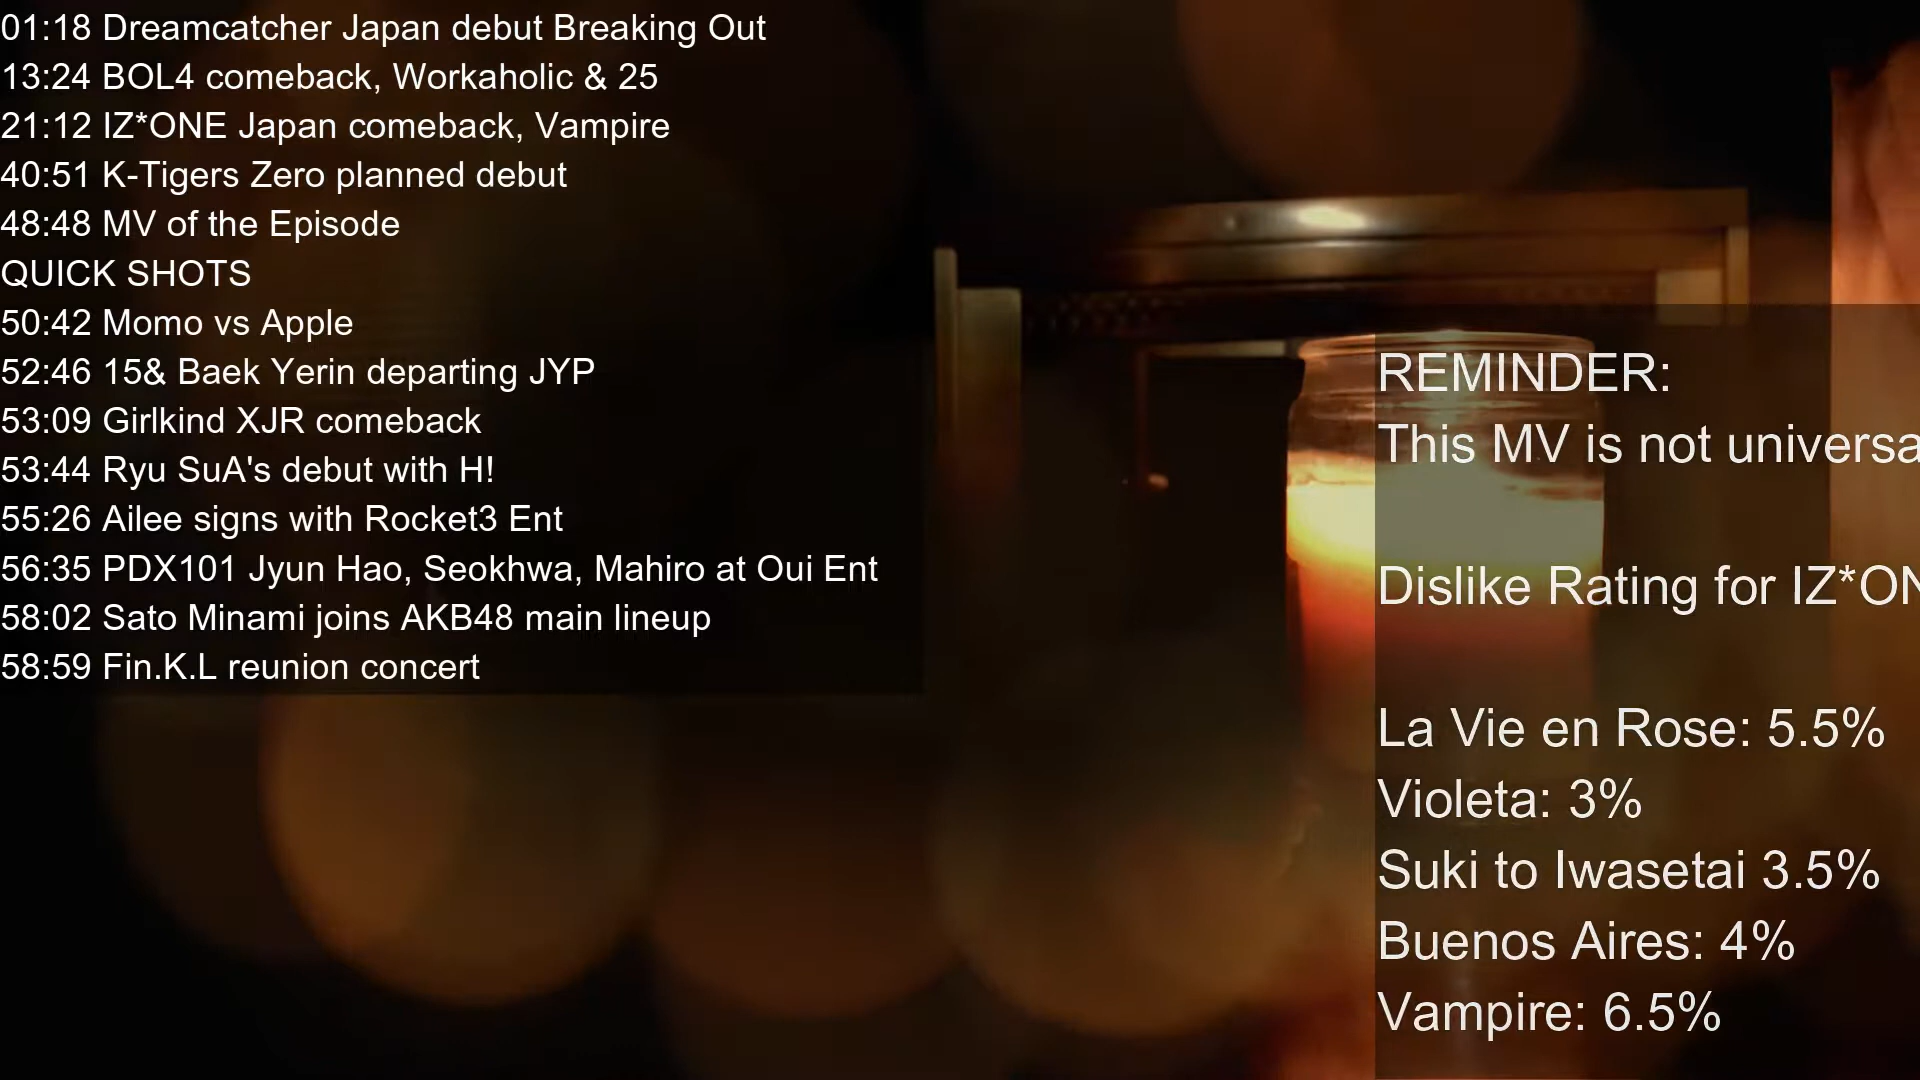 01:18 Dreamcatcher Japan debut Breaking Out
13:24 BOL4 comeback, Workaholic & 25
21:12 IZ*ONE Japan comeback, Vampire
40:51 K-Tigers Zero planned debut
48:48 MV of the Episode
QUICK SHOTS
50:42 Momo vs Apple
52:46 15& Baek Yerin departing JYP
53:09 Girlkind XJR comeback
53:44 Ryu SuA's debut with H!
55:26 Ailee signs with Rocket3 Ent
56:35 PDX101 Jyun Hao, Seokhwa, Mahiro at Oui Ent
58:02 Sato Minami joins AKB48 main lineup
58:59 Fin.K.L reunion concert
REMINDER:
This MV is not universa
Dislike Rating for IZ*ON
La Vie en Rose: 5.5%
Violeta: 3%
Suki to Iwasetai 3.5%
Buenos Aires: 4%
Vampire: 6.5%